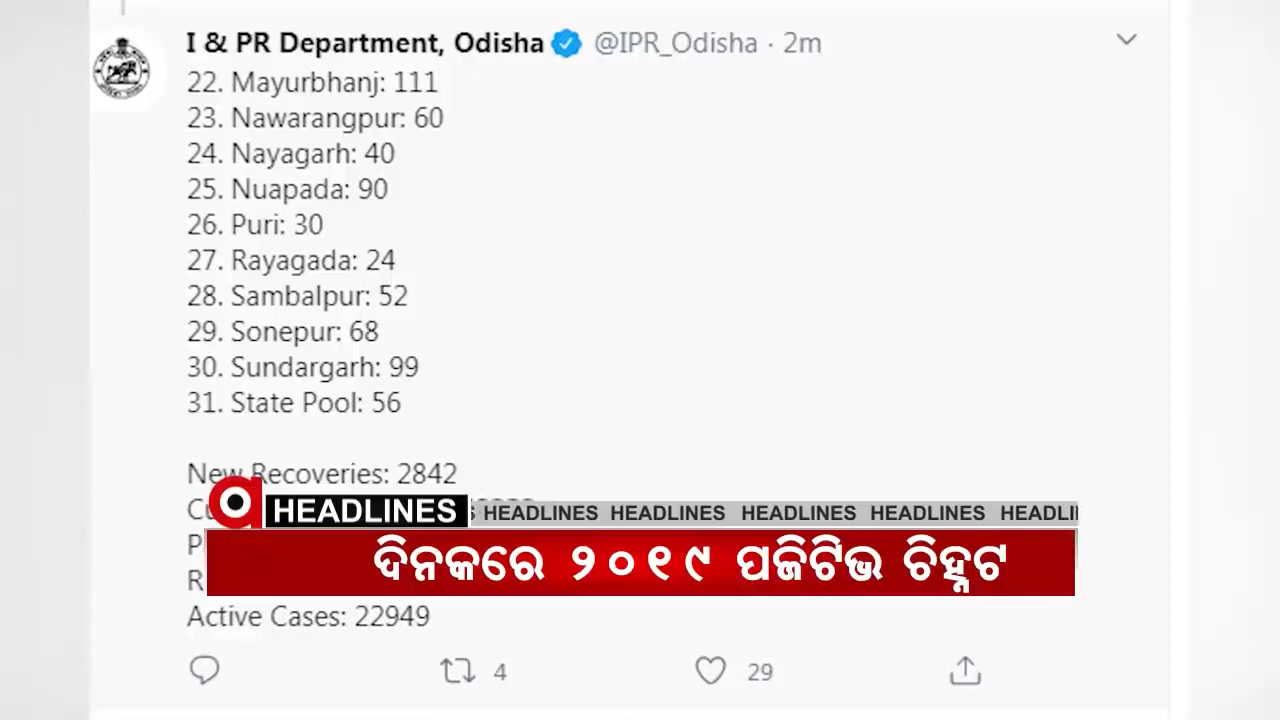 I & PR Department, Odisha @IPR_Odisha · 2m
22. Mayurbhanj: 111
23. Nawarangpur: 60
24. Nayagarh: 40
25. Nuapada: 90
26. Puri: 30
27. Rayagada: 24
28. Sambalpur: 52
29. Sonepur: 68
30. Sundargarh: 99
31. State Pool: 56
New Recoveries: 2842
HEADLINES HEADLINES HEADLINES HEADLINES HEADLINES
ଦିନକରେ ୨୦୧୯ ପଜିଟିଭ ଚିହ୍ନଟ
Active Cases: 22949
4 29